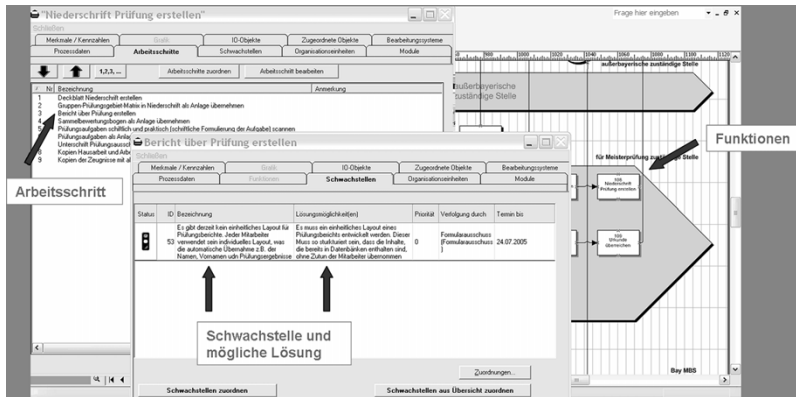 "Niederschrift Prüfung erstellen"
Schließen
Merkmale / Kennzahlen
Grafik
IO-Objekte
Zugeordnete Objekte
Bearbeitungssysteme
Prozessdaten
Arbeitsschritte
Schwachstellen
Organisationseinheiten
Module
1,2,3, ...
Arbeitsschritte zuordnen
Arbeitsschritt bearbeiten
Nr Bezeichnung Anmerkung
1 Deckblatt Niederschrift erstellen
2 Gruppen-Prüfungsgebiet-Matrix in Niederschrift als Anlage übernehmen
3 Bericht über Prüfung erstellen
4 Sammelbewertungsbogen als Anlage übernehmen
5 Prüfungsaufgaben schiftlich und praktisch (schriftliche Formulierung der Aufgabe) scannen
Prüfungsaufgaben als Anlag
Unterschrift Prüfungsaussch
8 Kopien Hausarbeit und Arbe
9 Kopien der Zeugnisse mit al
Arbeitsschritt
Bericht über Prüfung erstellen
Schließen
Merkmale / Kennzahlen
Grafik
IO-Objekte
Zugeordnete Objekte
Bearbeitungssysteme
Prozessdaten
Funktionen
Schwachstellen
Organisationseinheiten
Module
Status ID Bezeichnung Lösungsmöglichkeit(en) Priorität Verfolgung durch Termin bis
53
Es gibt derzeit kein einheitliches Layout für
Prüfungsberichte. Jeder Mitarbeiter
verwendet sein individuelles Layout, was
die automatische Übernahme z.B. der
Namen, Vornamen udn Prüfungsergebnisse
Es muss ein einheitliches Layout eines
Prüfungsberichts entwickelt werden. Dieser
Muss so stukturiert sein, dass die Inhalte,
die bereits in Datenbänken enthalten sind,
ohne Zutun der Mitarbeiter übernommen
0
Formularausschuss
(Formularausschuss
)
24.07.2005
Schwachstelle und
mögliche Lösung
Zuordnungen...
Schwachstellen zuordnen
Schwachstellen aus Übersicht zuordnen
Frage hier eingeben
außerbayerische zuständige Stelle
außerbayerische
zuständige Stelle
für Meisterprüfung zuständige Stelle
Funktionen
Niederschrift
Prüfung erstellen
Urkunde
überreichen
Bay MBS